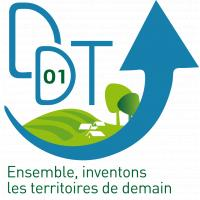 DDT
01
Ensemble, inventons
les territoires de demain